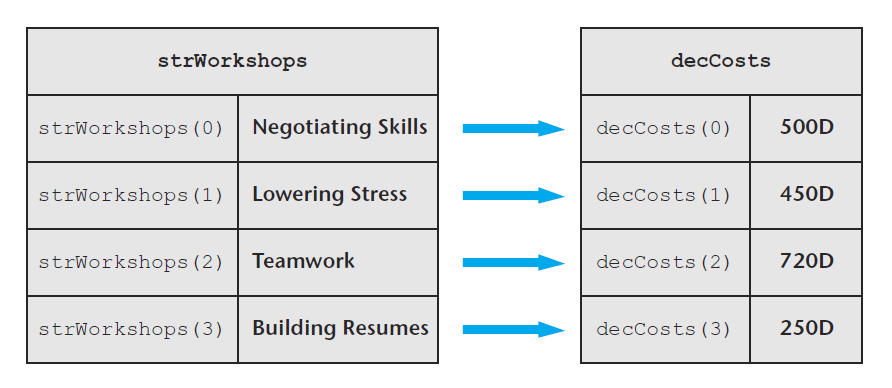 strWorkshops
decCosts
strWorkshops(0) Negotiating Skills decCosts(0) 500D
strWorkshops(1) Lowering Stress decCosts(1) 450D
strWorkshops(2) Teamwork decCosts(2) 720D
strWorkshops(3) Building Resumes decCosts(3) 250D